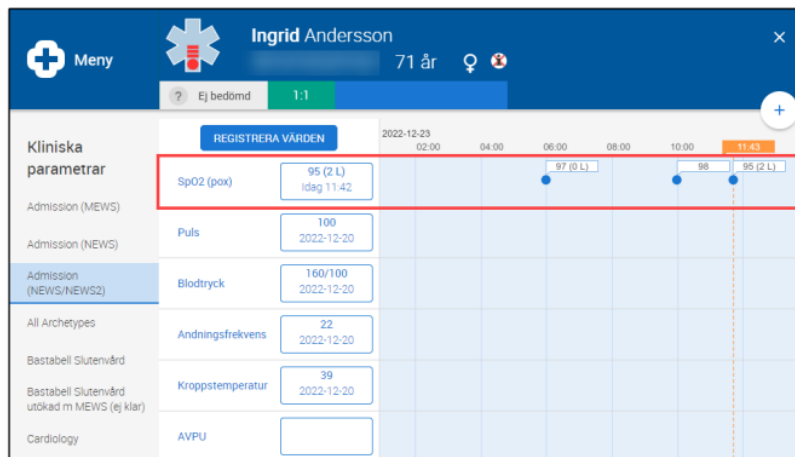 Ingrid Andersson
Meny
71 år
? Ej bedömd
1:1
+
Kliniska
parametrar
Admission (MEWS)
Admission (NEWS)
Admission
(NEWS/NEWS2)
All Archetypes
Bastabell Slutenvård
Bastabell Slutenvård
utökad m MEWS (ej klar)
Cardiology
REGISTRERA VÄRDEN
2022-12-23
02:00 04:00 06:00 08:00 10:00 11:43
SpO2 (pox)
95 (2 L)
Idag 11:42
97 (0 L) 98 95 (2 L)
Puls
100
2022-12-20
Blodtryck
160/100
2022-12-20
Andningsfrekvens
22
2022-12-20
Kroppstemperatur
39
2022-12-20
AVPU